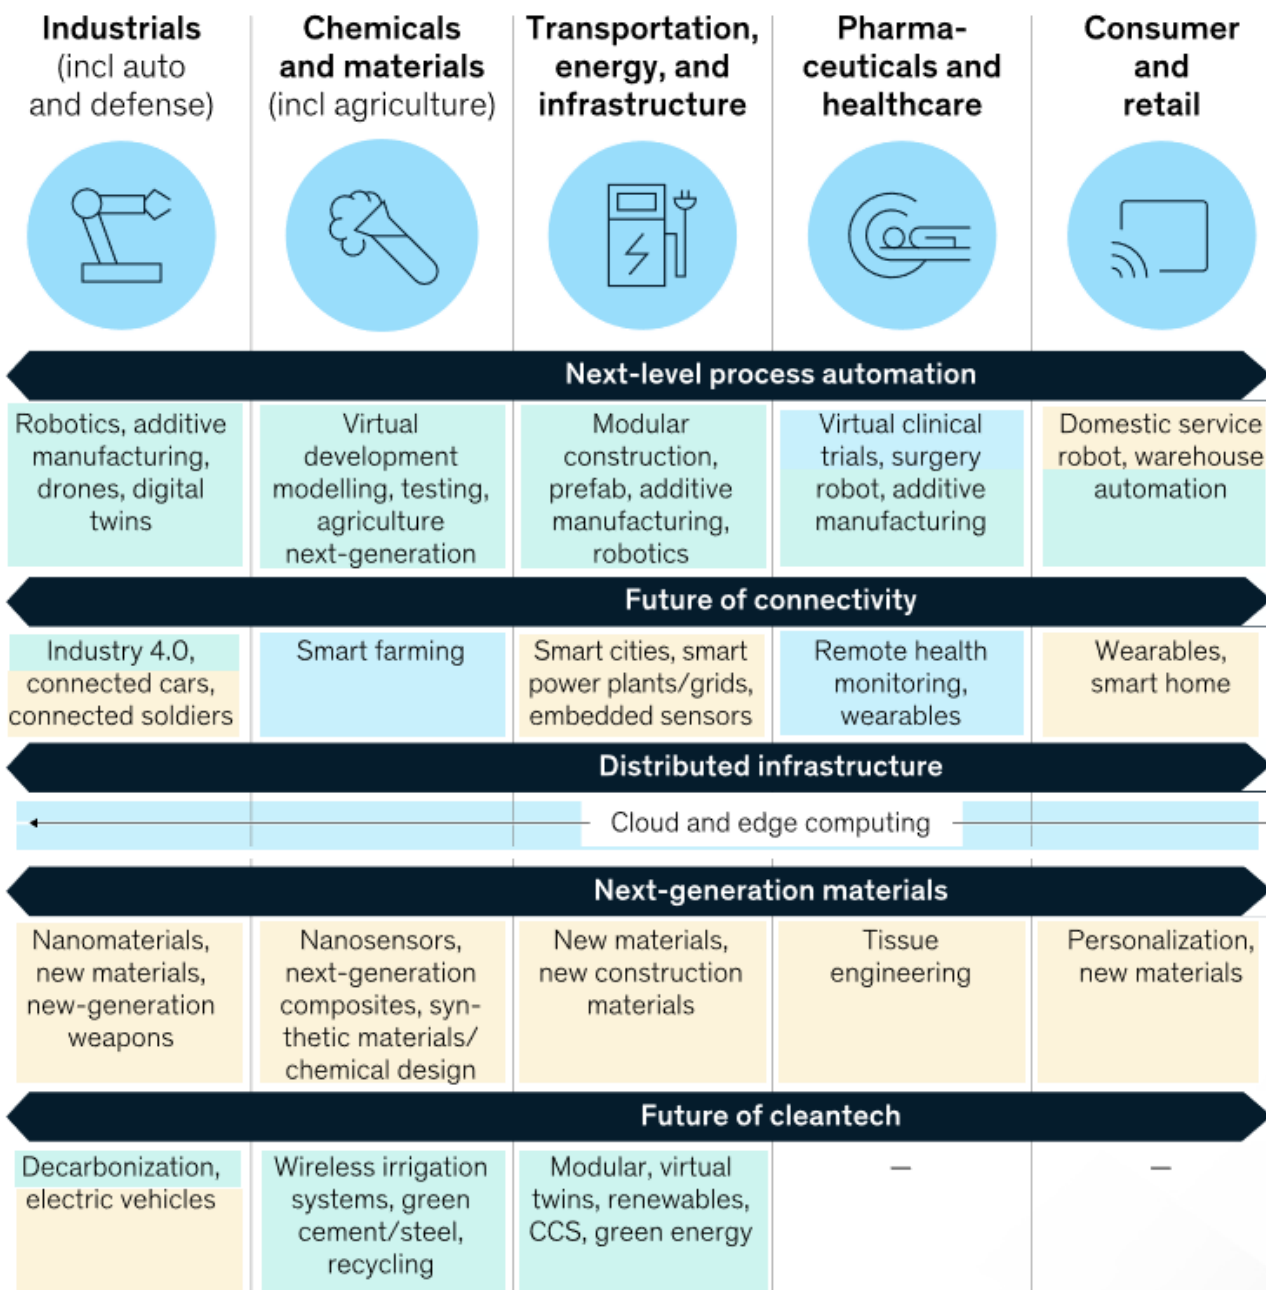 Industrials
(incl auto
and defense)
Chemicals
and materials
(incl agriculture)
Transportation,
energy, and
infrastructure
Pharma-
ceuticals and
healthcare
Consumer
and
retail
Next-level process automation
Robotics, additive
manufacturing,
drones, digital
twins
Virtual
development
modelling, testing,
agriculture
next-generation
Modular
construction,
prefab, additive
manufacturing,
robotics
Virtual clinical
trials, surgery
robot, additive
manufacturing
Domestic service
robot, warehouse
automation
Future of connectivity
Industry 4.0,
connected cars,
connected soldiers
Smart farming
Smart cities, smart
power plants/grids,
embedded sensors
Remote health
monitoring,
wearables
Wearables,
smart home
Distributed infrastructure
Cloud and edge computing
Next-generation materials
Nanomaterials,
new materials,
new-generation
weapons
Nanosensors,
next-generation
composites, syn-
thetic materials/
chemical design
New materials,
new construction
materials
Tissue
engineering
Personalization,
new materials
Future of cleantech
Decarbonization,
electric vehicles
Wireless irrigation
systems, green
cement/steel,
recycling
Modular, virtual
twins, renewables,
CCS, green energy
—
—